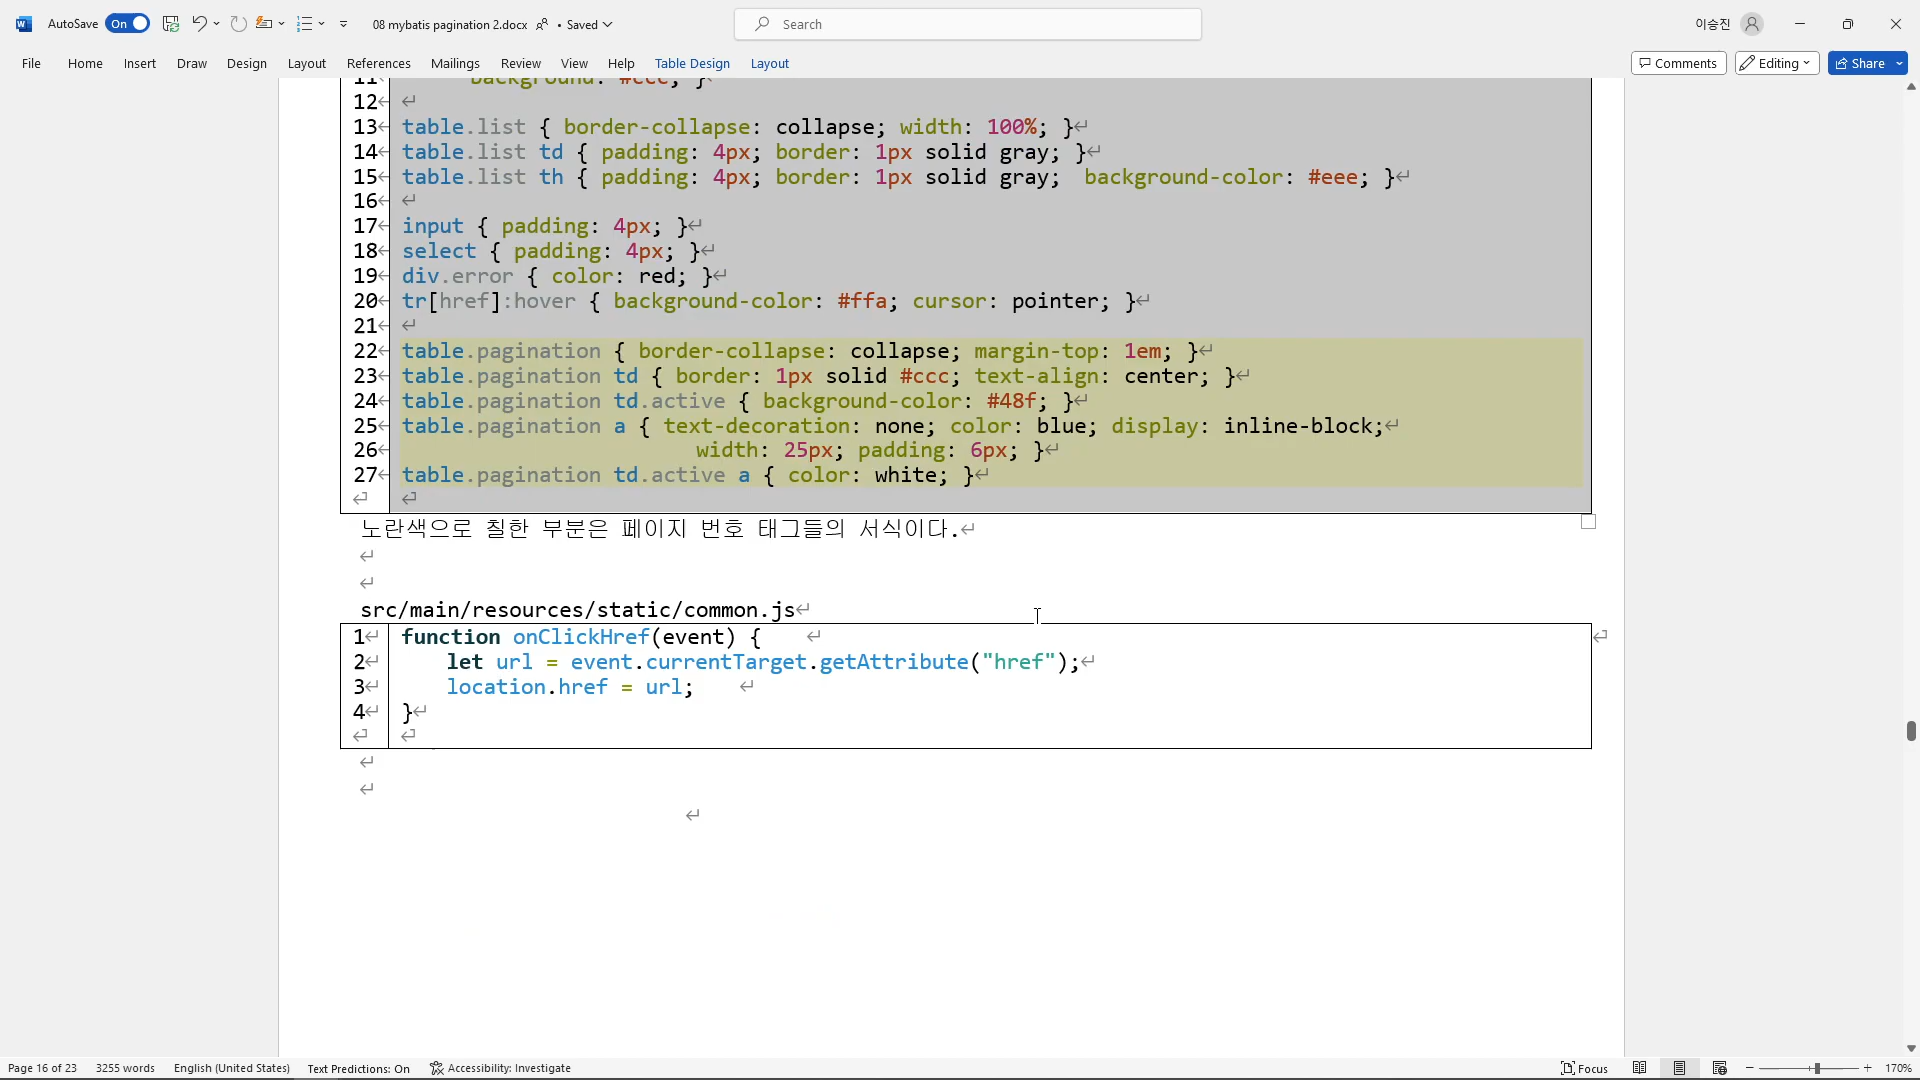 AutoSave On 08 mybatis pagination 2.docx • Saved Search 이승진
File Home Insert Draw Design Layout References Mailings Review View Help Table Design Layout Comments Editing Share
11 background: #ccc; }
12
13 table.list { border-collapse: collapse; width: 100%; }
14 table.list td { padding: 4px; border: 1px solid gray; }
15 table.list th { padding: 4px; border: 1px solid gray;  background-color: #eee; }
16
17 input { padding: 4px; }
18 select { padding: 4px; }
19 div.error { color: red; }
20 tr[href]:hover { background-color: #ffa; cursor: pointer; }
21
22 table.pagination { border-collapse: collapse; margin-top: 1em; }
23 table.pagination td { border: 1px solid #ccc; text-align: center; }
24 table.pagination td.active { background-color: #48f; }
25 table.pagination a { text-decoration: none; color: blue; display: inline-block;
26 width: 25px; padding: 6px; }
27 table.pagination td.active a { color: white; }
노란색으로 칠한 부분은 페이지 번호 태그들의 서식이다.
src/main/resources/static/common.js
1 function onClickHref(event) {
2 let url = event.currentTarget.getAttribute("href");
3 location.href = url;
4 }
Page 16 of 23 3255 words English (United States) Text Predictions: On Accessibility: Investigate Focus 170%